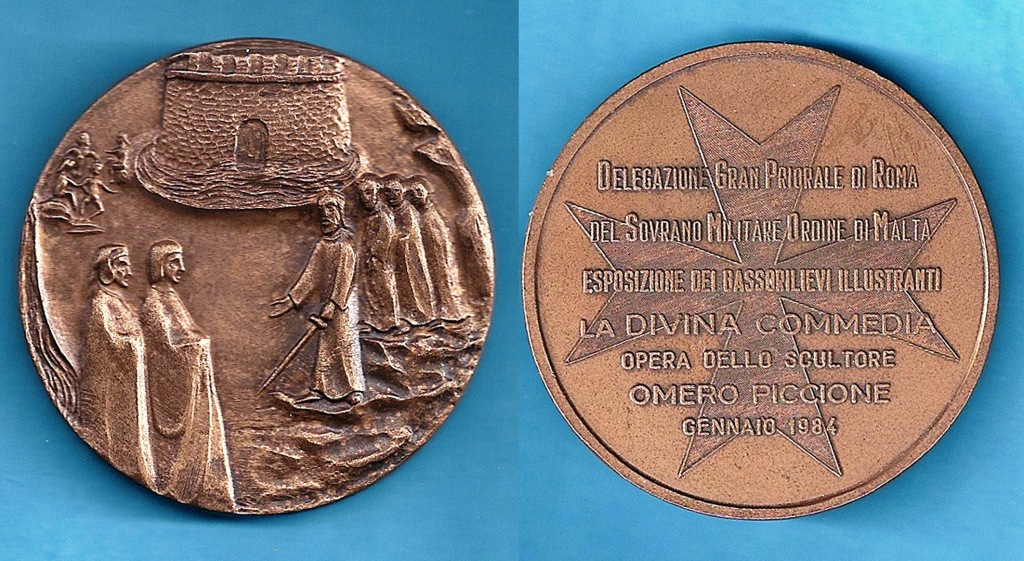 DELEGAZIONE GRAN PRIORALE DI ROMA
DEL SOVRANO MILITARE ORDINE DI MALTA
ESPOSIZIONE DEI BASSORILIEVI ILLUSTRANTI
LA DIVINA COMMEDIA
OPERA DELLO SCULTORE
OMERO PICCIONE
GENNAIO 1984